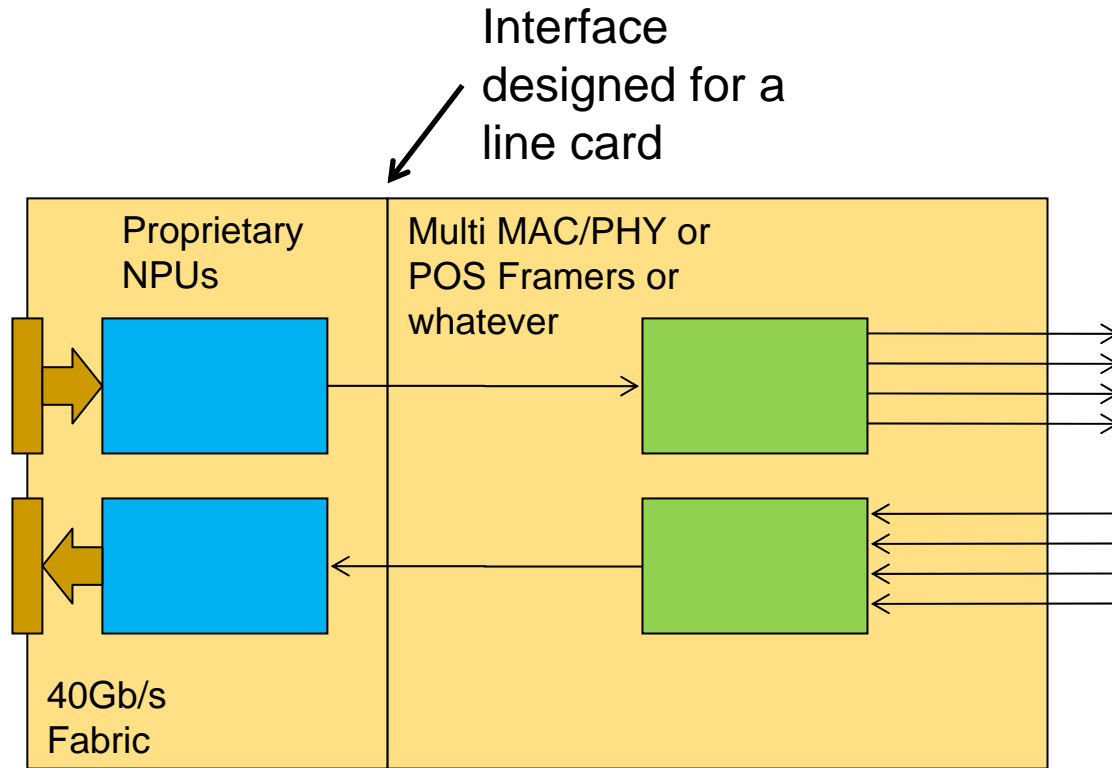 Interface
designed for a
line card
Proprietary
NPUs
Multi MAC/PHY or
POS Framers or
whatever
40Gb/s
Fabric